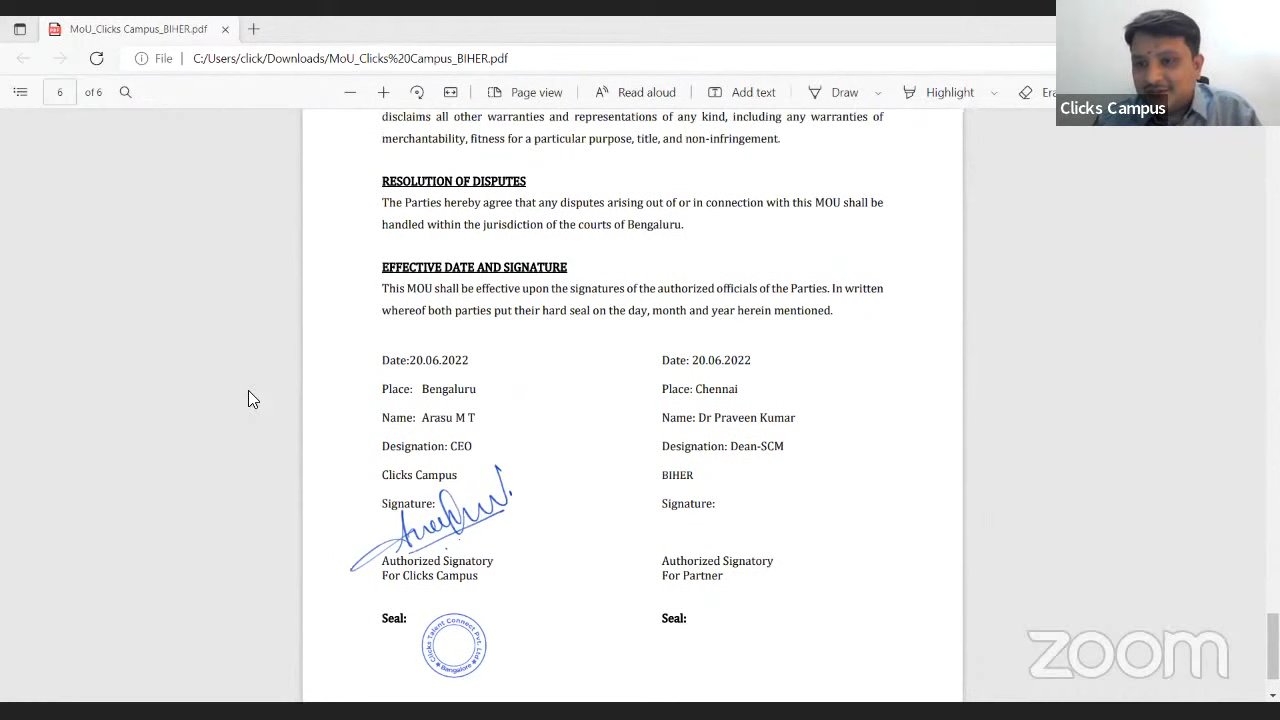 MoU_Clicks Campus_BIHER.pdf
File
C:/Users/click/Downloads/MoU_Clicks%20Campus_BIHER.pdf
6 of 6
Page view
Read aloud
Add text
Draw
Highlight
Era
Clicks Campus
disclaims all other warranties and representations of any kind, including any warranties of
merchantability, fitness for a particular purpose, title, and non-infringement.
RESOLUTION OF DISPUTES
The Parties hereby agree that any disputes arising out of or in connection with this MOU shall be
handled within the jurisdiction of the courts of Bengaluru.
EFFECTIVE DATE AND SIGNATURE
This MOU shall be effective upon the signatures of the authorized officials of the Parties. In written
whereof both parties put their hard seal on the day, month and year herein mentioned.
Date:20.06.2022
Place: Bengaluru
Name: Arasu M T
Designation: CEO
Clicks Campus
Signature:
Authorized Signatory
For Clicks Campus
Seal:
Clicks Talent Connect Pvt. Ltd
Bangalore
Date: 20.06.2022
Place: Chennai
Name: Dr Praveen Kumar
Designation: Dean-SCM
BIHER
Signature:
Authorized Signatory
For Partner
Seal:
zoom